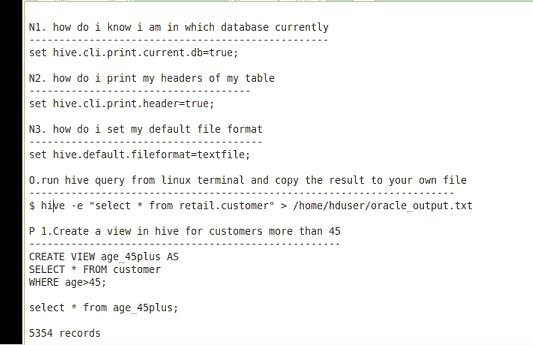 N1. how do i know i am in which database currently
-----------------------------------------------
set hive.cli.print.current.db=true;
N2. how do i print my headers of my table
-----------------------------------
set hive.cli.print.header=true;
N3. how do i set my default file format
-------------------------------------
set hive.default.fileformat=textfile;
O.run hive query from linux terminal and copy the result to your own file
-------------------------------------------------------------------
$ hive -e "select * from retail.customer" > /home/hduser/oracle_output.txt
P 1.Create a view in hive for customers more than 45
-------------------------------------------------
CREATE VIEW age_45plus AS
SELECT * FROM customer
WHERE age>45;
select * from age_45plus;
5354 records